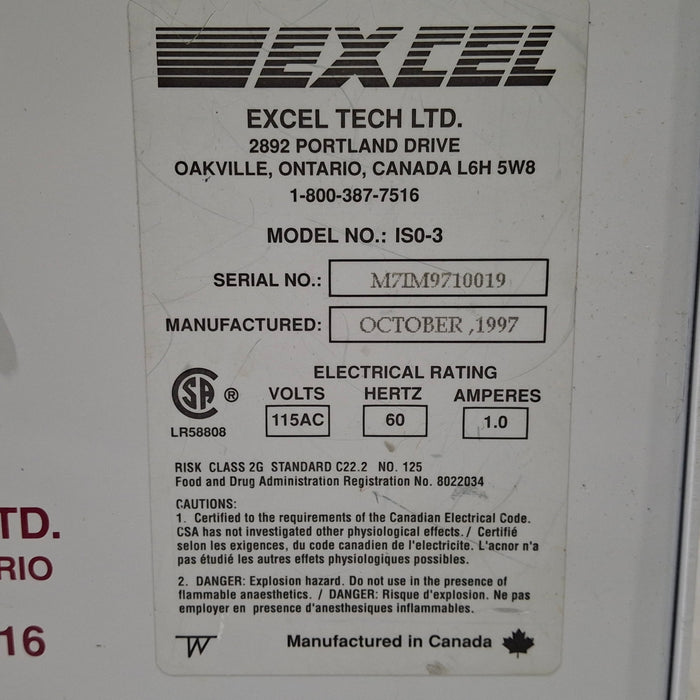 EXCEL
EXCEL TECH LTD.
2892 PORTLAND DRIVE
OAKVILLE, ONTARIO, CANADA L6H 5W8
1-800-387-7516
MODEL NO.: IS0-3
SERIAL NO.: M7IM9710019
MANUFACTURED: OCTOBER ,1997
ELECTRICAL RATING
VOLTS HERTZ AMPERES
115AC 60 1.0
SA ®
LR58808
RISK CLASS 2G STANDARD C22.2 NO. 125
Food and Drug Administration Registration No. 8022034
CAUTIONS:
1. Certified to the requirements of the Canadian Electrical Code.
CSA has not investigated other physiological effects. / Certifié
selon les exigences, du code canadien de l'electricite. L'acnor n'a
pas étudié les autres effets physiologiques possibles.
2. DANGER: Explosion hazard. Do not use in the presence of
flammable anaesthetics. / DANGER: Risque d'explosion. Ne pas
employer en presence d'anesthesiques inflammables.
Manufactured in Canada
TD.
RIO
16